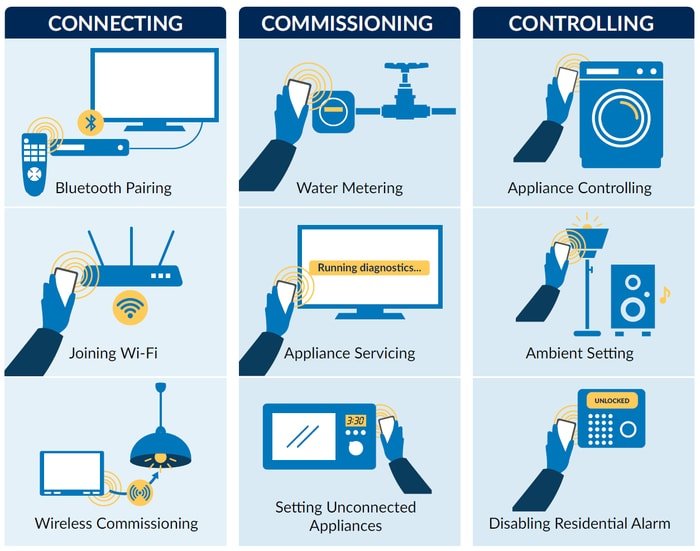 CONNECTING
Bluetooth Pairing
Joining Wi-Fi
Wireless Commissioning
COMMISSIONING
Water Metering
Running diagnostics...
Appliance Servicing
3:30
Setting Unconnected
Appliances
CONTROLLING
Appliance Controlling
Ambient Setting
UNLOCKED
Disabling Residential Alarm